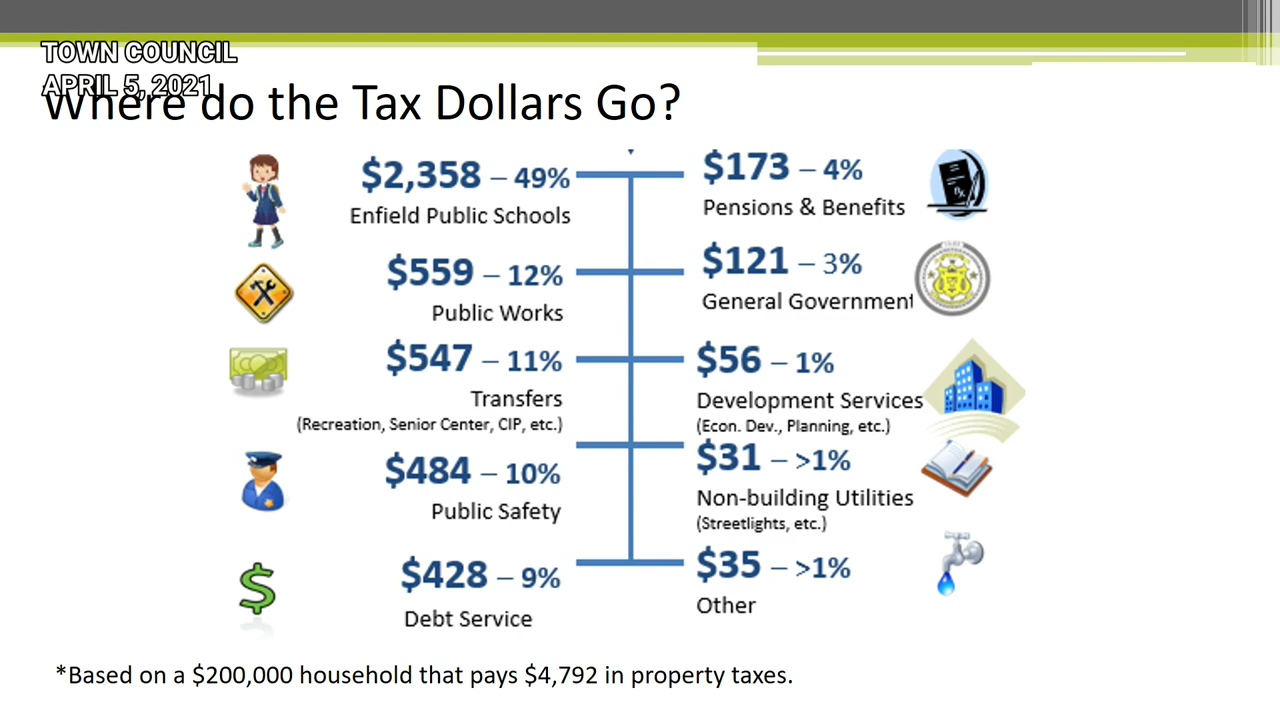 TOWN COUNCIL
APRIL 5, 2021
Where do the Tax Dollars Go?
$2,358 – 49%
Enfield Public Schools
$559 – 12%
Public Works
$547 – 11%
Transfers
(Recreation, Senior Center, CIP, etc.)
$484 – 10%
Public Safety
$428 – 9%
Debt Service
$173 – 4%
Pensions & Benefits
$121 – 3%
General Government
$56 – 1%
Development Services
(Econ. Dev., Planning, etc.)
$31 – >1%
Non-building Utilities
(Streetlights, etc.)
$35 – >1%
Other
*Based on a $200,000 household that pays $4,792 in property taxes.